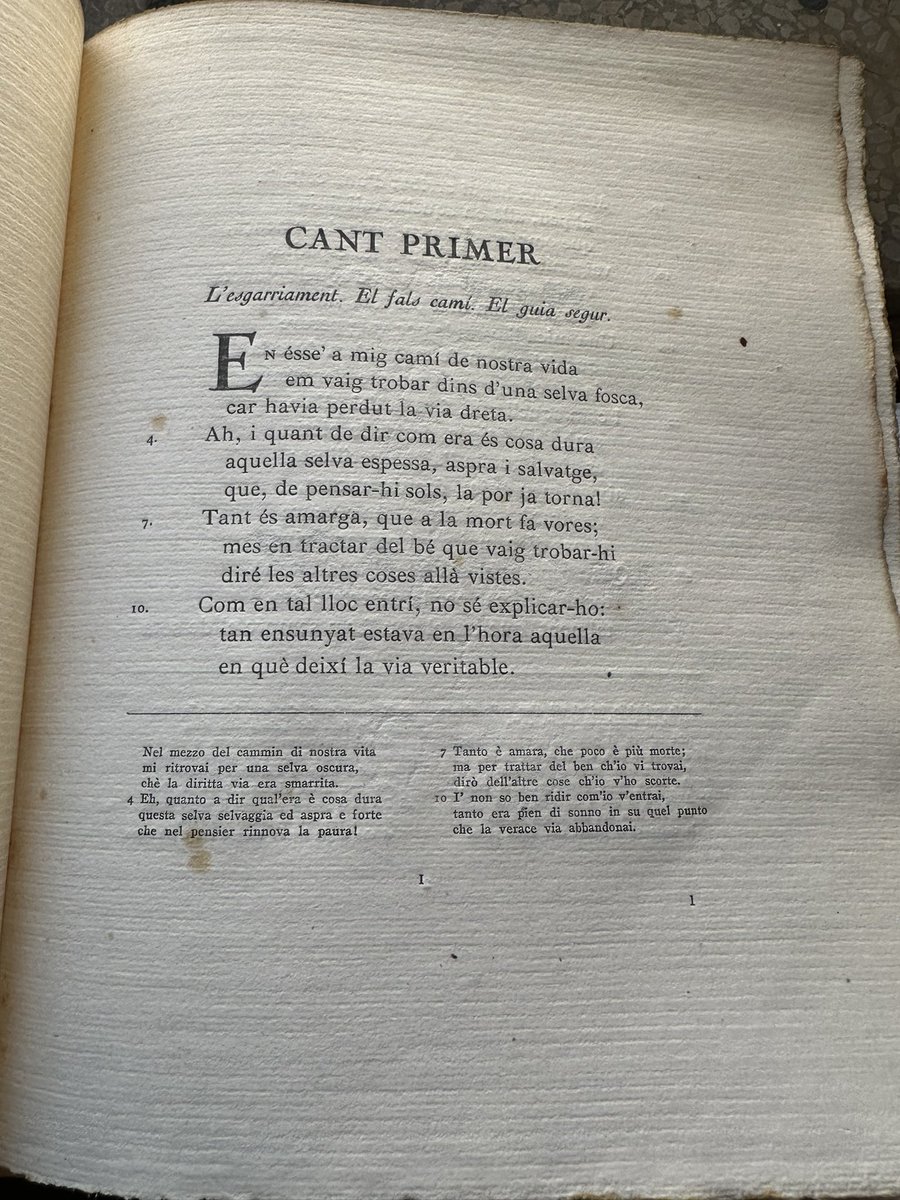 CANT PRIMER
L'esgarriament. El fals camí. El guia segur.
EN ésse' a mig camí de nostra vida
em vaig trobar dins d'una selva fosca,
car havia perdut la via dreta.
4. Ah, i quant de dir com era és cosa dura
aquella selva espessa, aspra i salvatge,
que, de pensar-hi sols, la por ja torna!
7. Tant és amarga, que a la mort fa vores;
mes en tractar del bé que vaig trobar-hi
diré les altres coses allà vistes.
10. Com en tal lloc entrí, no sé explicar-ho:
tan ensunyat estava en l'hora aquella
en què deixí la via veritable.
Nel mezzo del cammin di nostra vita
mi ritrovai per una selva oscura,
chè la diritta via era smarrita.
4 Eh, quanto a dir qual'era è cosa dura
questa selva selvaggia ed aspra e forte
che nel pensier rinnova la paura!
7 Tanto è amara, che poco è più morte;
ma per trattar del ben ch'io vi trovai,
dirò dell'altre cose ch'io v'ho scorte.
10 I' non so ben ridir com'io v'entrai,
tanto era pien di sonno in su quel punto
che la verace via abbandonai.
I
1